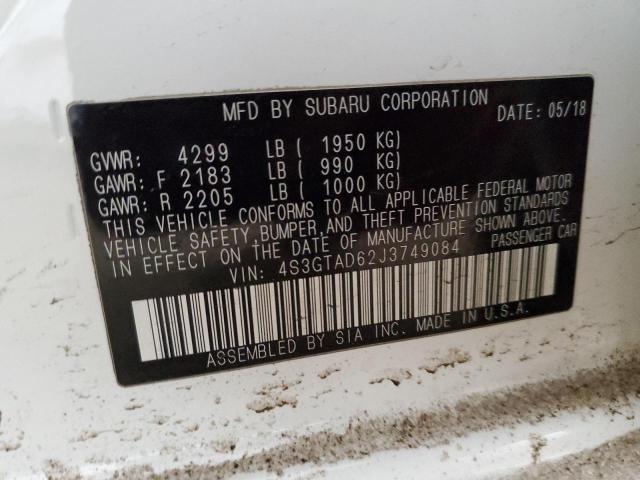 MFD BY SUBARU CORPORATION DATE: 05/18
GVWR: 4299 LB ( 1950 KG)
GAWR: F 2183 LB ( 990 KG)
GAWR: R 2205 LB ( 1000 KG)
THIS VEHICLE CONFORMS TO ALL APPLICABLE FEDERAL MOTOR
VEHICLE SAFETY BUMPER, AND THEFT PREVENTION STANDARDS
IN EFFECT ON THE DATE OF MANUFACTURE SHOWN ABOVE.
VIN: 4S3GTAD62J3749084 PASSENGER CAR
ASSEMBLED BY SIA INC. MADE IN U.S.A.